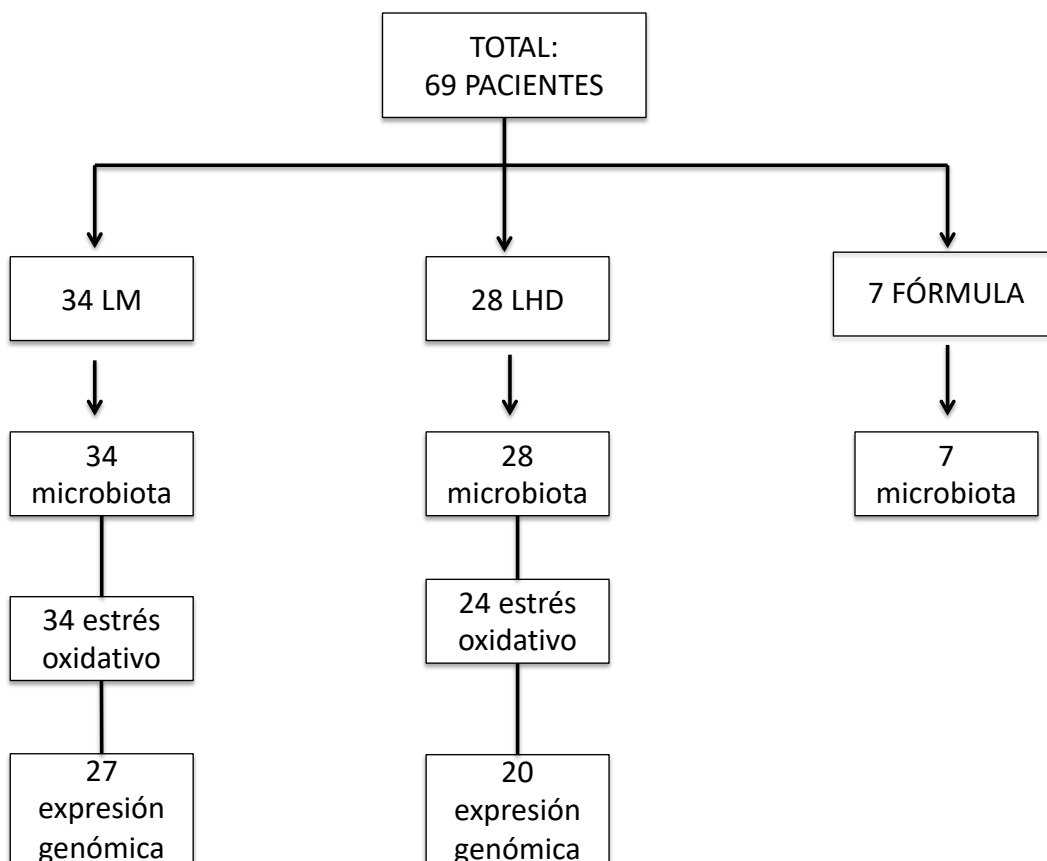 TOTAL:
69 PACIENTES
34 LM
28 LHD
7 FÓRMULA
34
microbiota
28
microbiota
7
microbiota
34 estrés
oxidativo
24 estrés
oxidativo
27
expresión
genómica
20
expresión
genómica